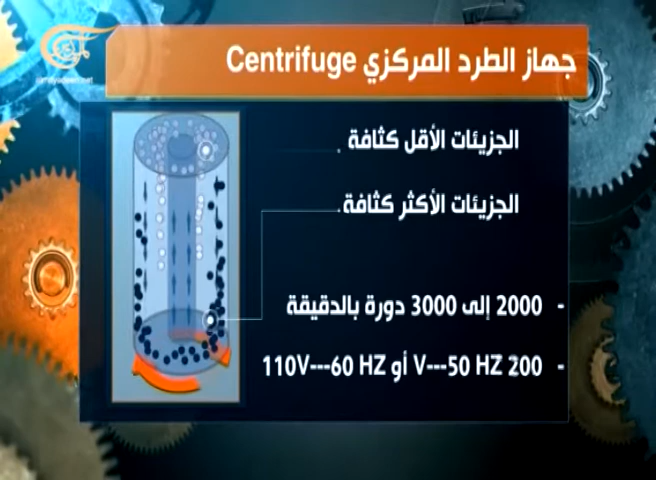 جهاز الطرد المركزي Centrifuge
الجزيئات الأقل كثافة
الجزيئات الأكثر كثافة
- 2000 إلى 3000 دورة بالدقيقة
- 200 V---50 HZ أو 110V---60 HZ